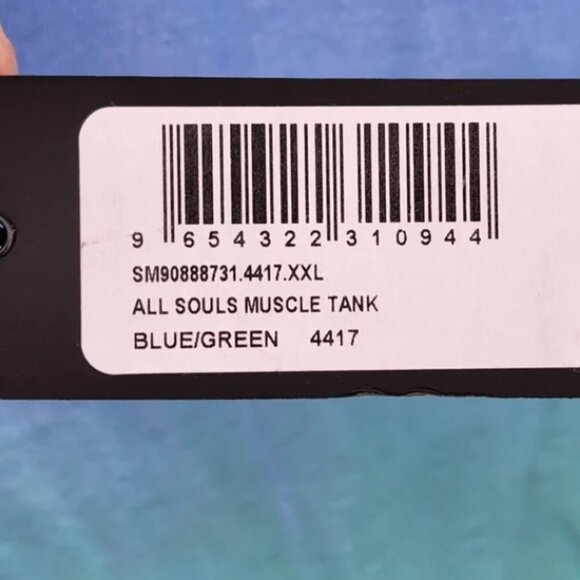 9 654322 310944
SM90888731.4417.XXL
ALL SOULS MUSCLE TANK
BLUE/GREEN 4417